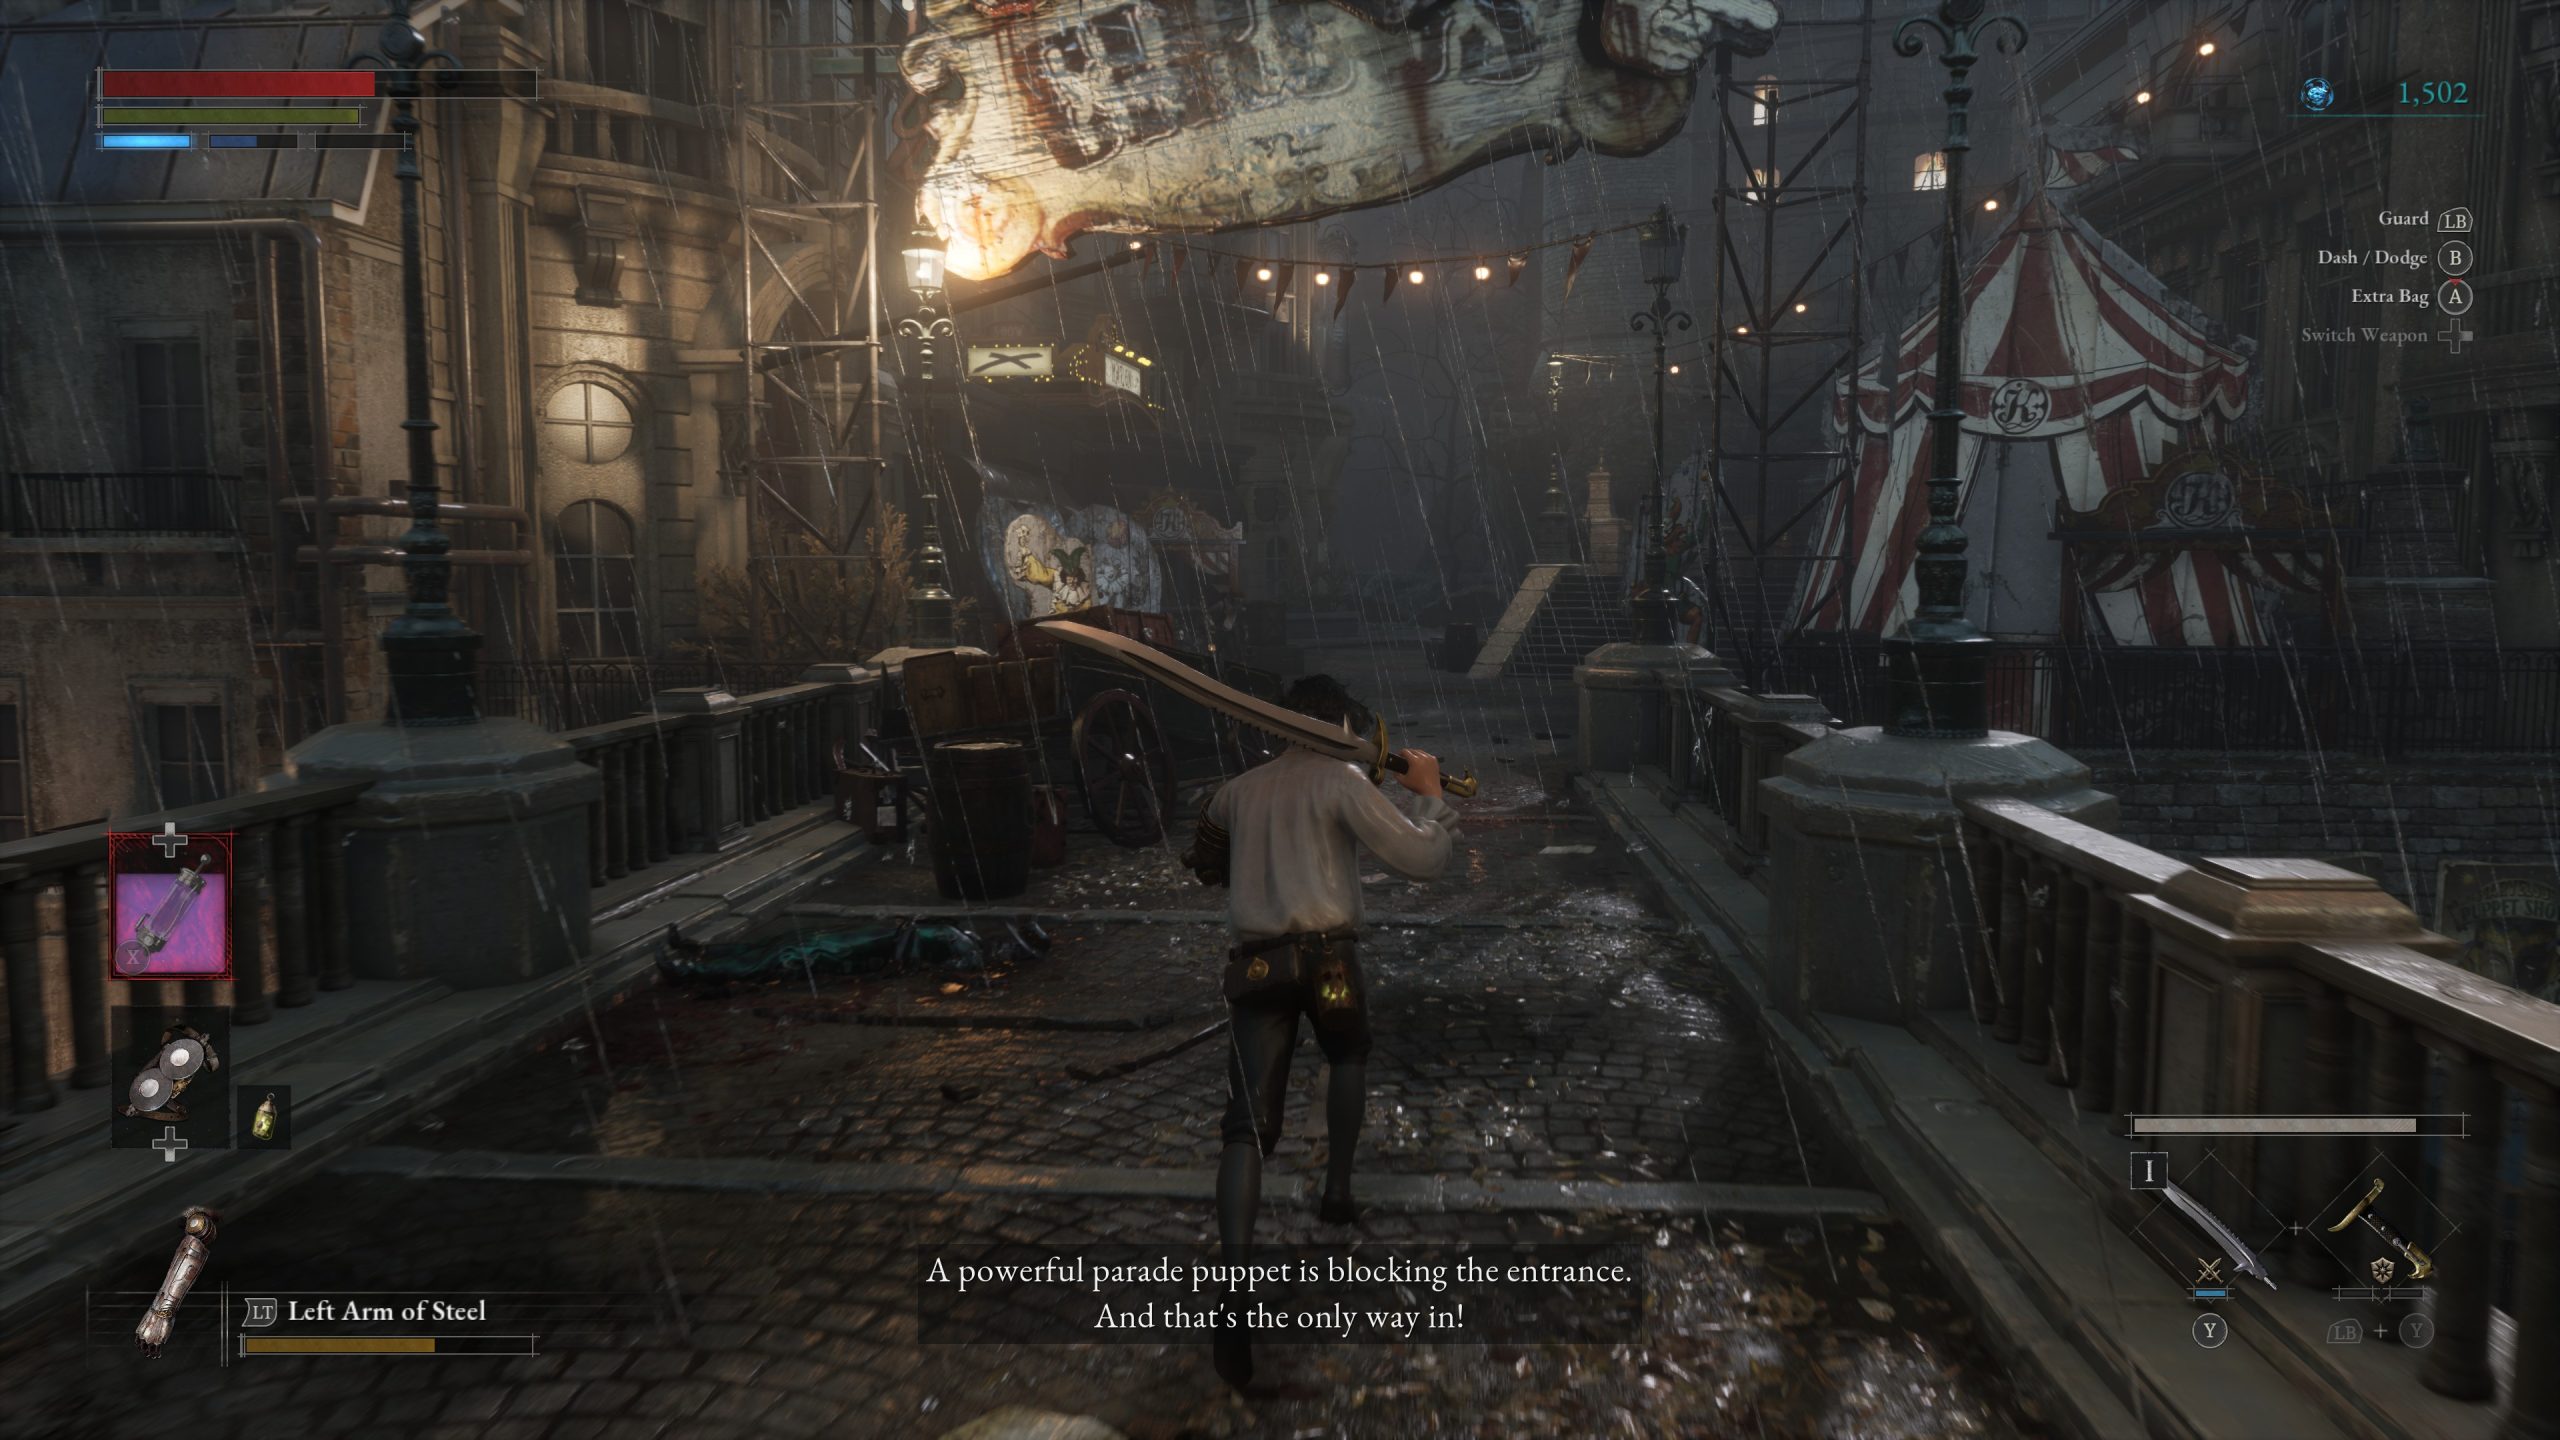 1,502
Guard LB
Dash / Dodge B
Extra Bag A
Switch Weapon
K
X
I
LT Left Arm of Steel
A powerful parade puppet is blocking the entrance.
And that's the only way in!
Y
LB + Y